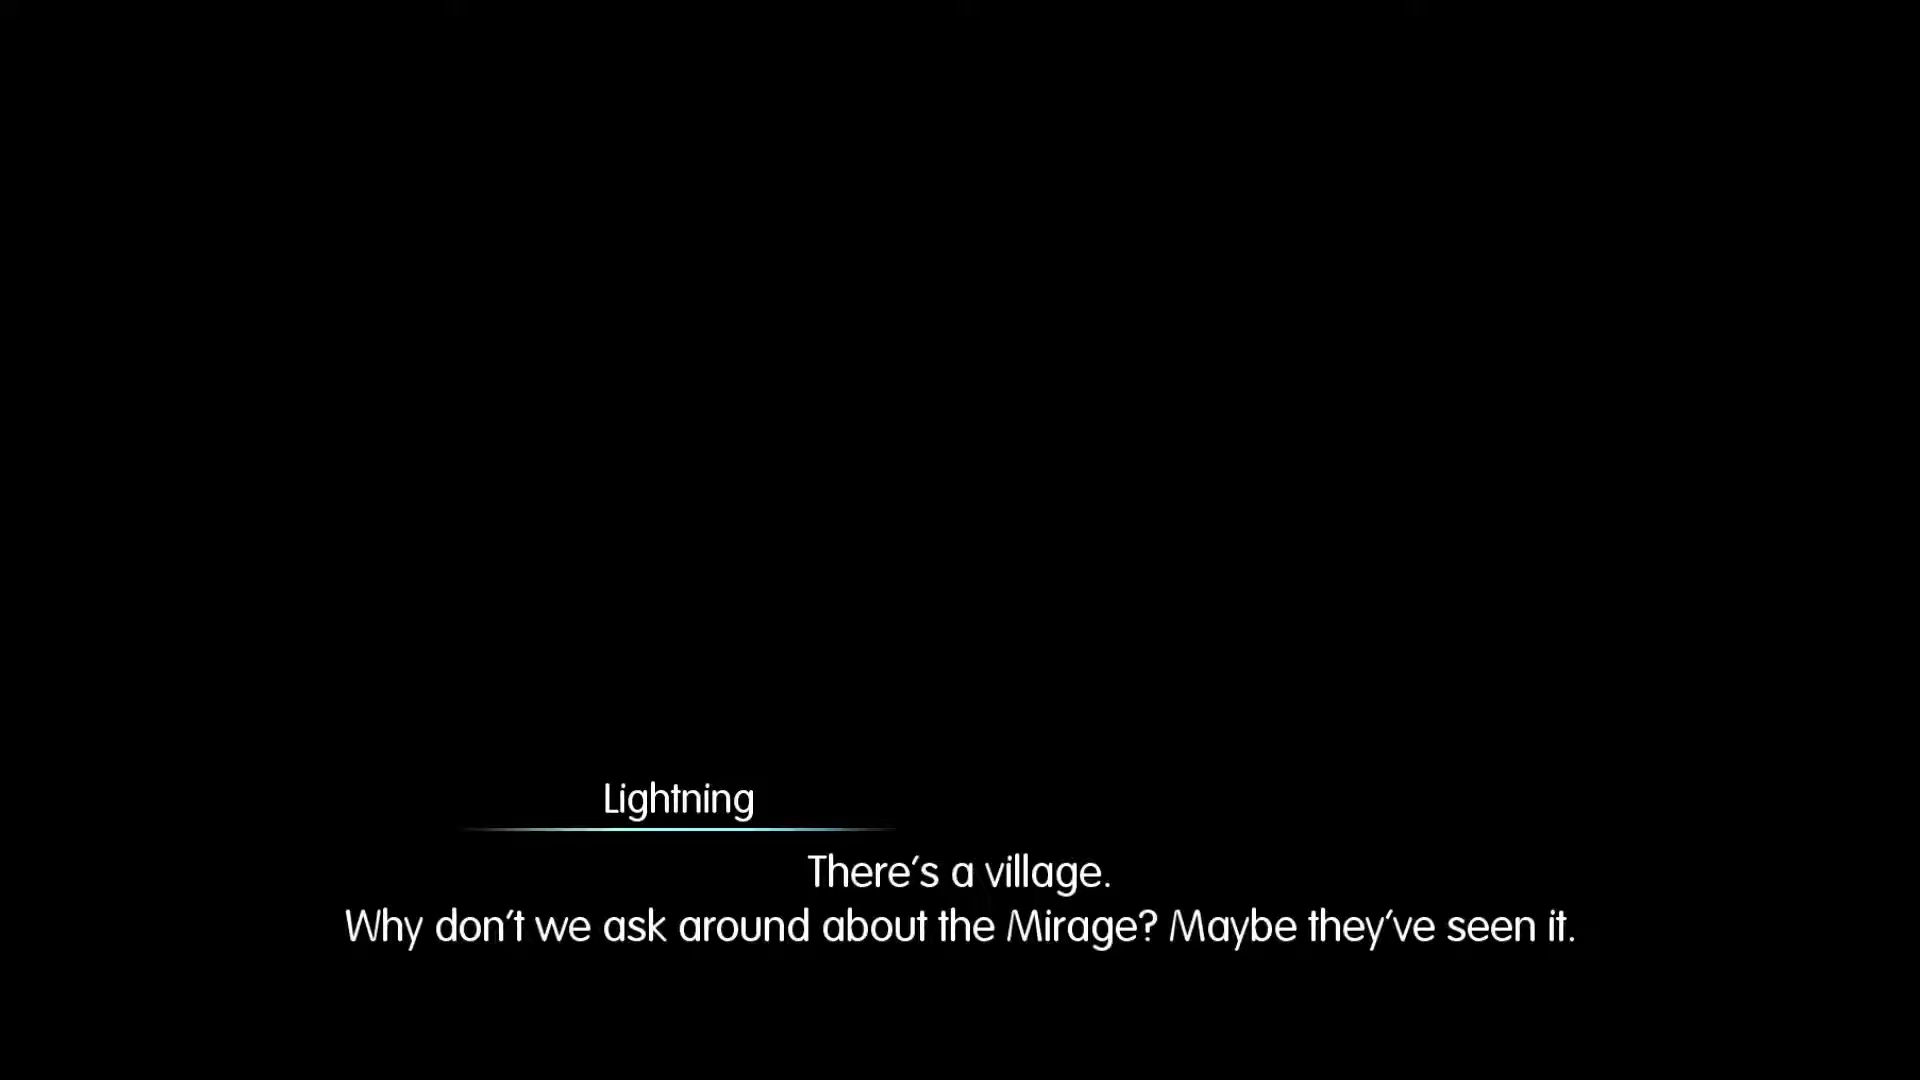 Lightning
There's a village.
Why don't we ask around about the Mirage? Maybe they've seen it.